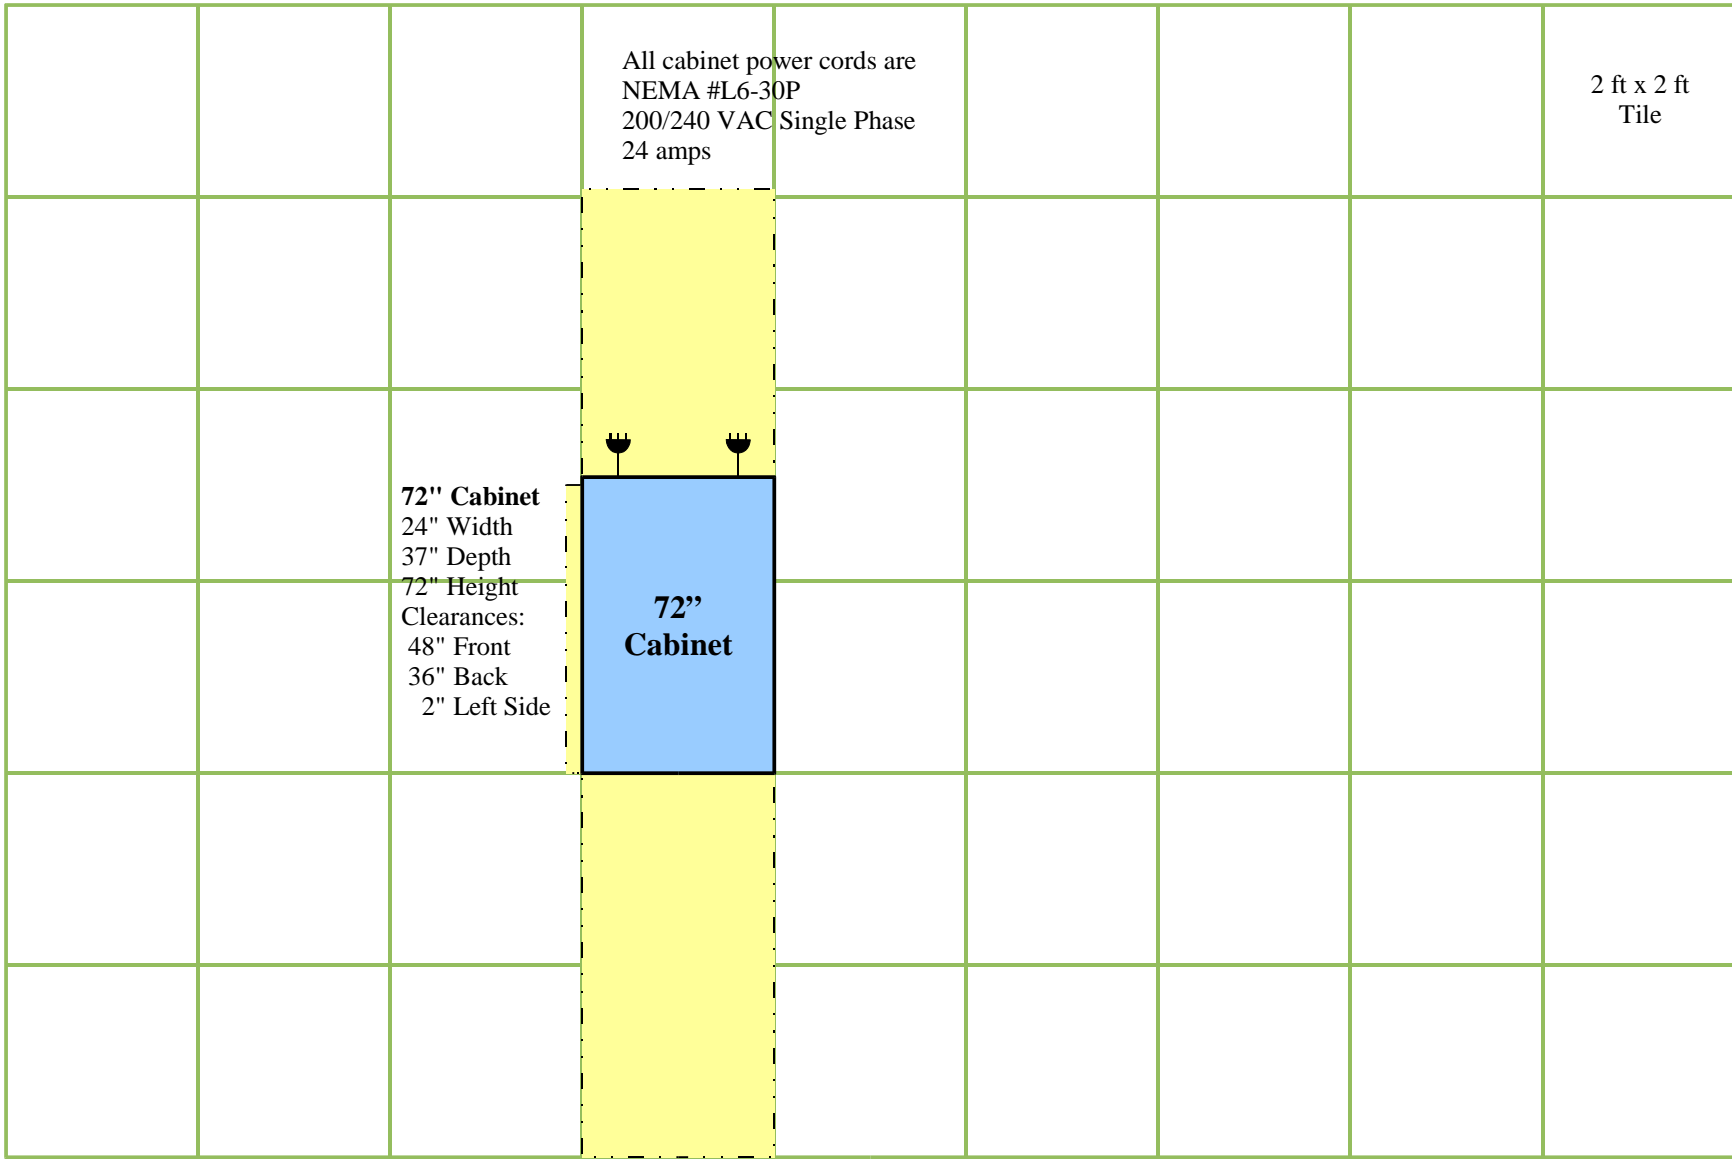 All cabinet power cords are
NEMA #L6-30P
200/240 VAC Single Phase
24 amps
2 ft x 2 ft
Tile
72" Cabinet
24" Width
37" Depth
72" Height
Clearances:
48" Front
36" Back
2" Left Side
72”
Cabinet